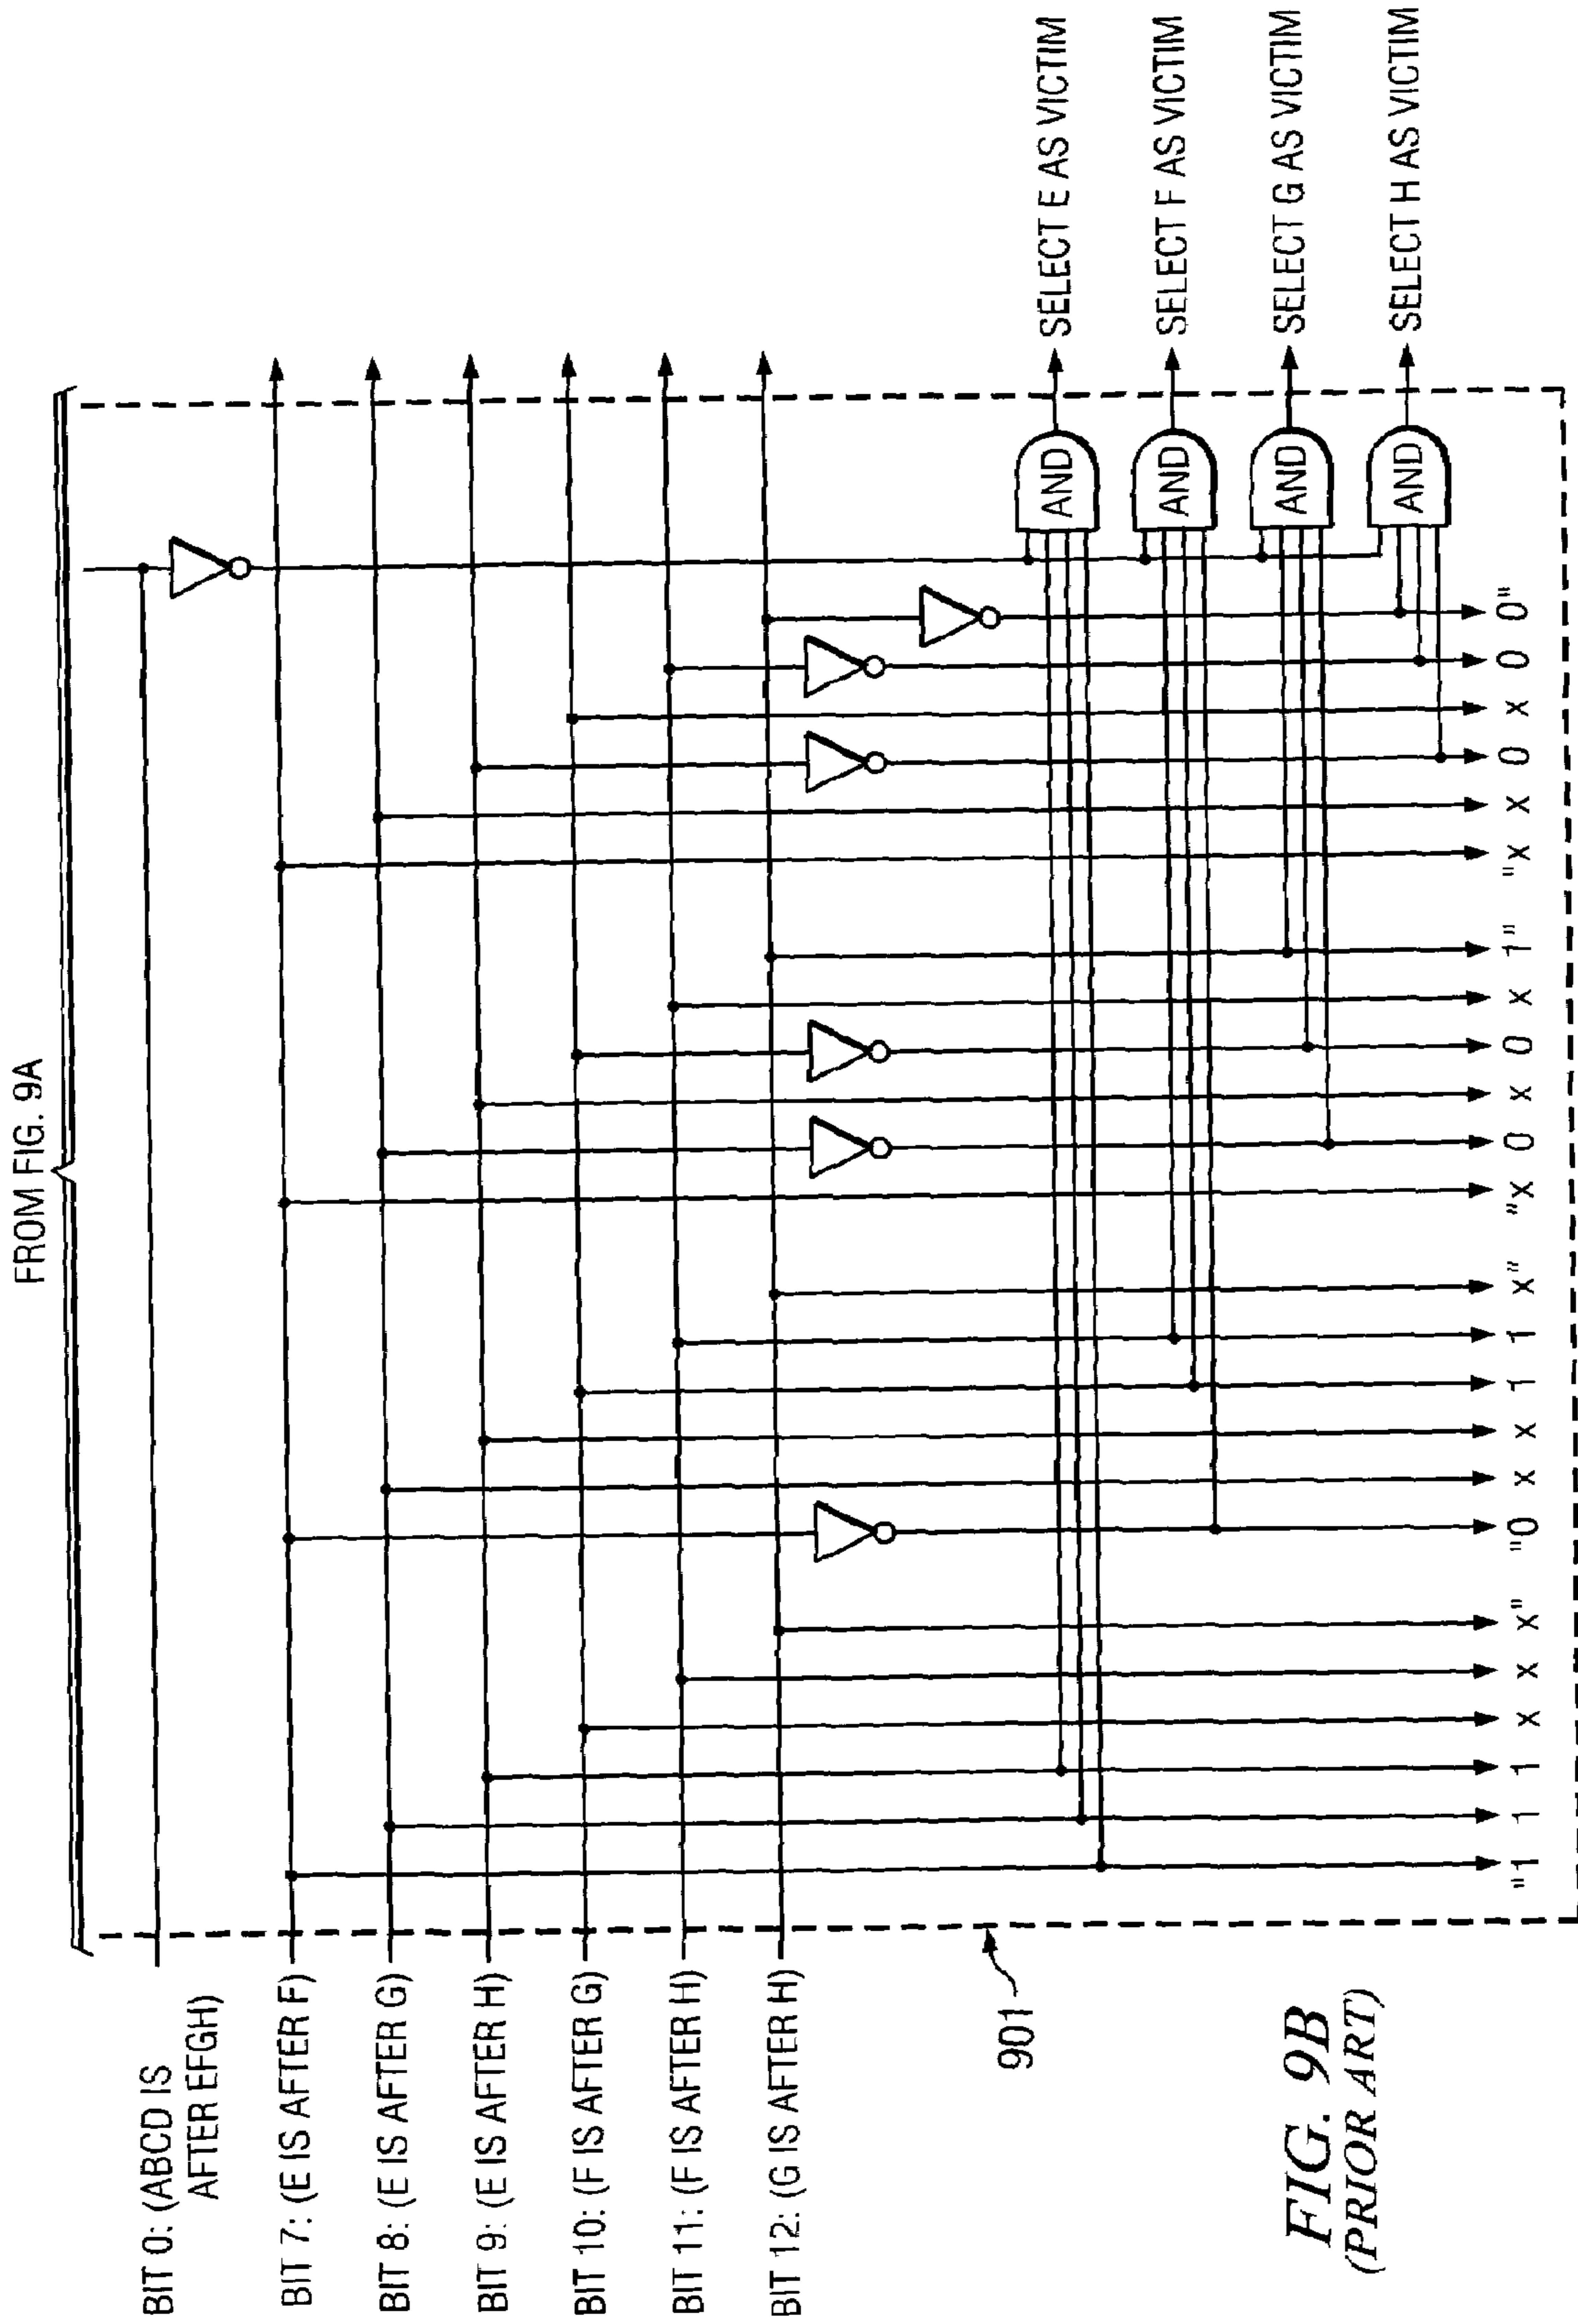 FROM FIG. 9A
BIT 0: (ABCD IS
AFTER EFGH)
BIT 7: (E IS AFTER F)
BIT 8: (E IS AFTER G)
BIT 9: (E IS AFTER H)
BIT 10: (F IS AFTER G)
BIT 11: (F IS AFTER H)
BIT 12: (G IS AFTER H)
901
AND
SELECT E AS VICTIM
AND
SELECT F AS VICTIM
AND
SELECT G AS VICTIM
AND
SELECT H AS VICTIM
"1 1 1 x x x" "0 x x 1 1 x" "x 0 x 0 x 1" "x x 0 x 0 0"
FIG. 9B
(PRIOR ART)